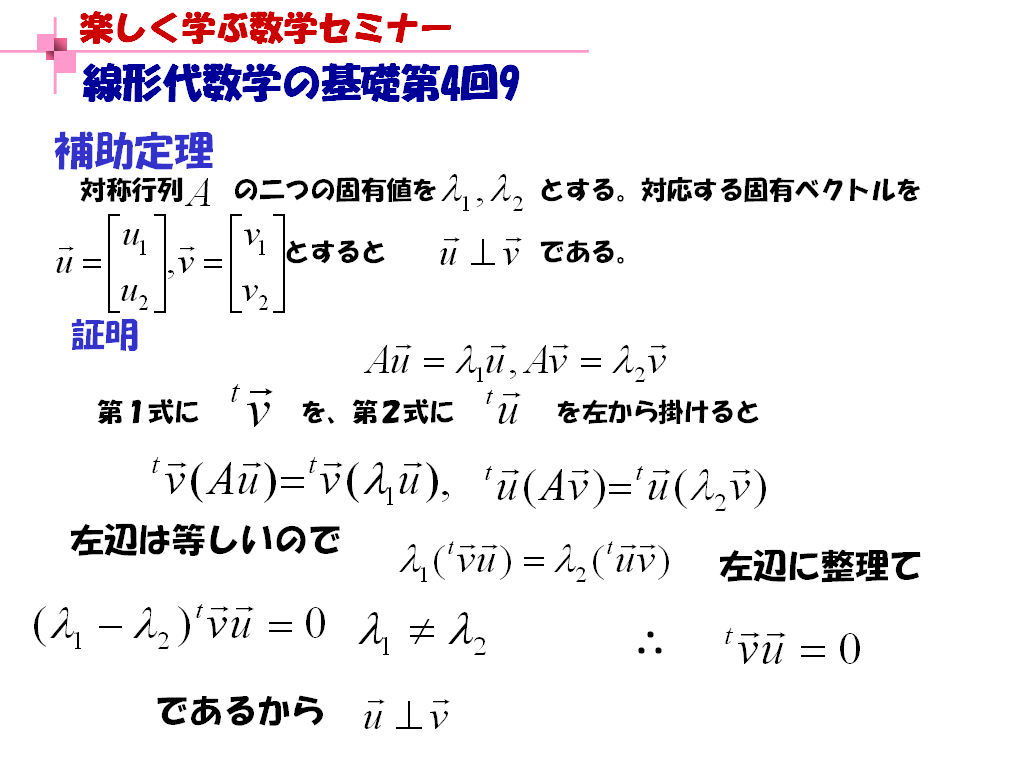 楽しく学ぶ数学セミナー
線形代数学の基礎第4回9
補助定理
対称行列 A の二つの固有値を λ₁, λ₂ とする。対応する固有ベクトルを
u⃗ = [u₁ u₂], v⃗ = [v₁ v₂] とすると u⃗ ⊥ v⃗ である。
証明
Au⃗ = λ₁u⃗, Av⃗ = λ₂v⃗
第1式に ᵗv⃗ を、第2式に ᵗu⃗ を左から掛けると
ᵗv⃗(Au⃗)=ᵗv⃗(λ₁u⃗), ᵗu⃗(Av⃗)=ᵗu⃗(λ₂v⃗)
左辺は等しいので λ₁(ᵗv⃗u⃗) = λ₂(ᵗu⃗v⃗) 左辺に整理て
(λ₁ − λ₂)ᵗv⃗u⃗ = 0 λ₁ ≠ λ₂ ∴ ᵗv⃗u⃗ = 0
であるから u⃗ ⊥ v⃗